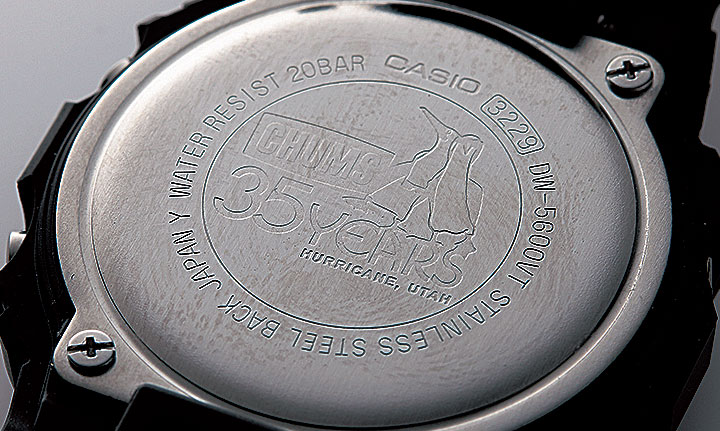 CASIO 3229 DW-5600VT STAINLESS STEEL BACK JAPAN Y WATER RESIST 20BAR
CHUMS
35 YEARS
HURRICANE, UTAH